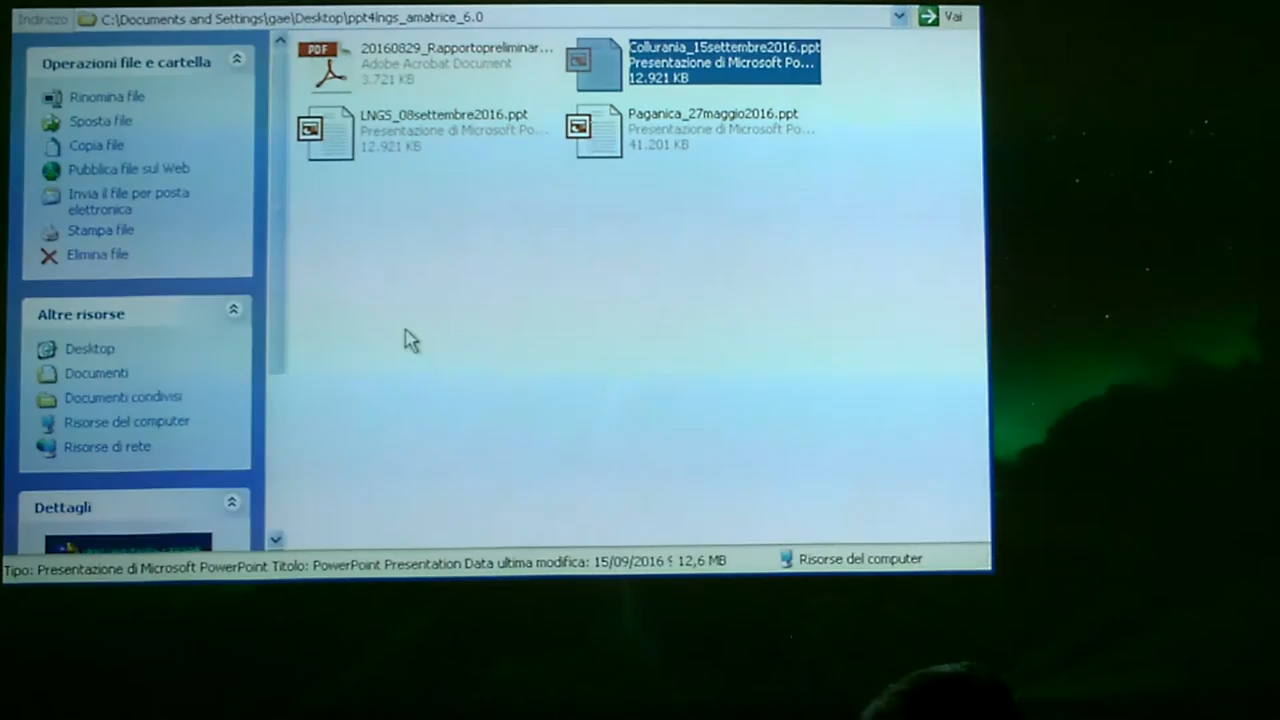 Indirizzo C:\Documents and Settings\gae\Desktop\ppt4lngs_amatrice_6.0 Vai
Operazioni file e cartella
Rinomina file
Sposta file
Copia file
Pubblica file sul Web
Invia il file per posta
elettronica
Stampa file
Elimina file
Altre risorse
Desktop
Documenti
Documenti condivisi
Risorse del computer
Risorse di rete
Dettagli
PDF
20160829_Rapportopreliminar...
Adobe Acrobat Document
3.721 KB
Collurania_15settembre2016.ppt
Presentazione di Microsoft Po...
12.921 KB
LNGS_08settembre2016.ppt
Presentazione di Microsoft Po...
12.921 KB
Paganica_27maggio2016.ppt
Presentazione di Microsoft Po...
41.201 KB
Tipo: Presentazione di Microsoft PowerPoint Titolo: PowerPoint Presentation Data ultima modifica: 15/09/2016 12,6 MB
Risorse del computer